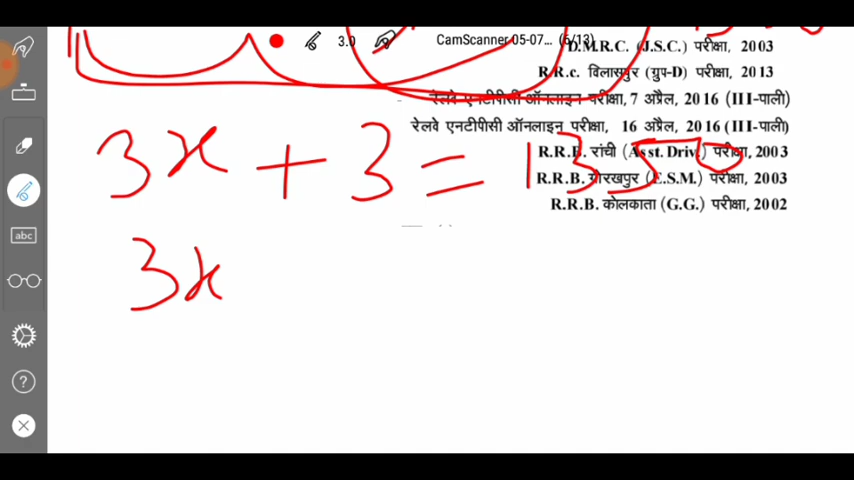 3.0 CamScanner 05-07... (6/13)
D.M.R.C. (J.S.C.) परीक्षा, 2003
R.R.c. विलासपुर (ग्रुप-D) परीक्षा, 2013
रेलवे एनटीपीसी ऑनलाइन परीक्षा, 7 अप्रैल, 2016 (III-पाली)
रेलवे एनटीपीसी ऑनलाइन परीक्षा, 16 अप्रैल, 2016 (III-पाली)
R.R.B. रांची (Asst. Driv.) परीक्षा, 2003
3x + 3 = 1350
R.R.B. गोरखपुर (E.S.M.) परीक्षा, 2003
R.R.B. कोलकाता (G.G.) परीक्षा, 2002
abc
3x
?